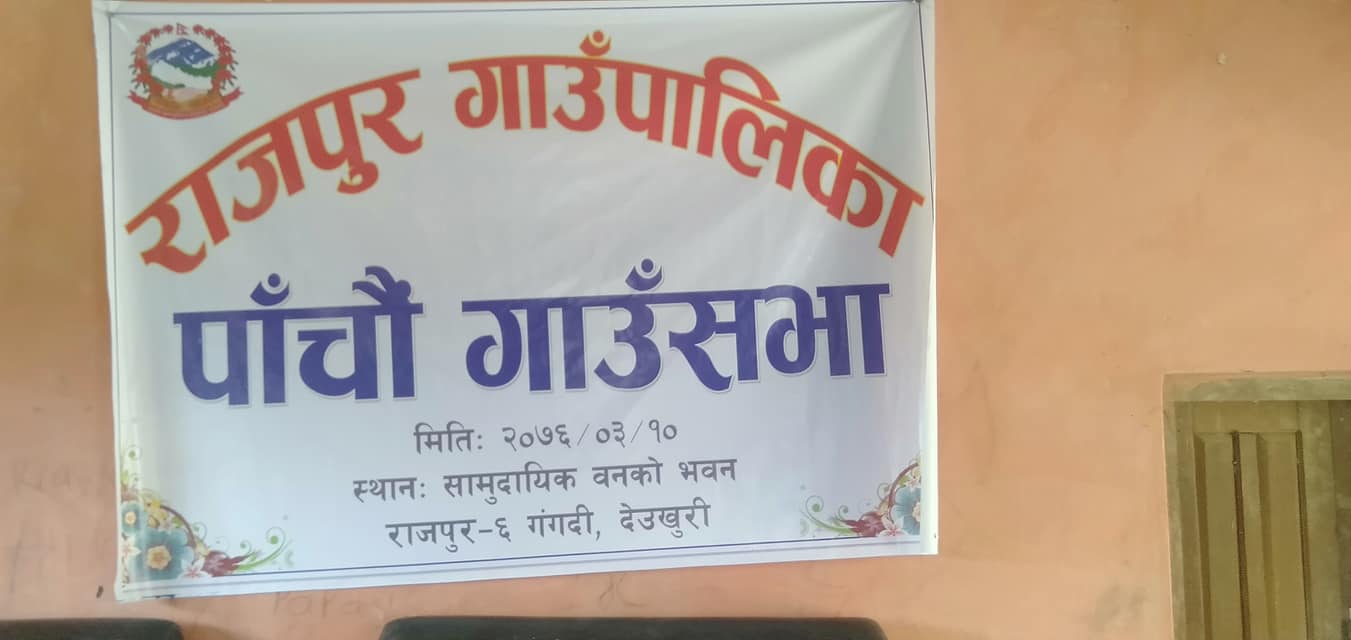 राजपुर गाउँपालिका
पाँचौं गाउँसभा
मितिः २०७६/०३/१०
स्थानः सामुदायिक वनको भवन
राजपुर-६ गंगदी, देउखुरी